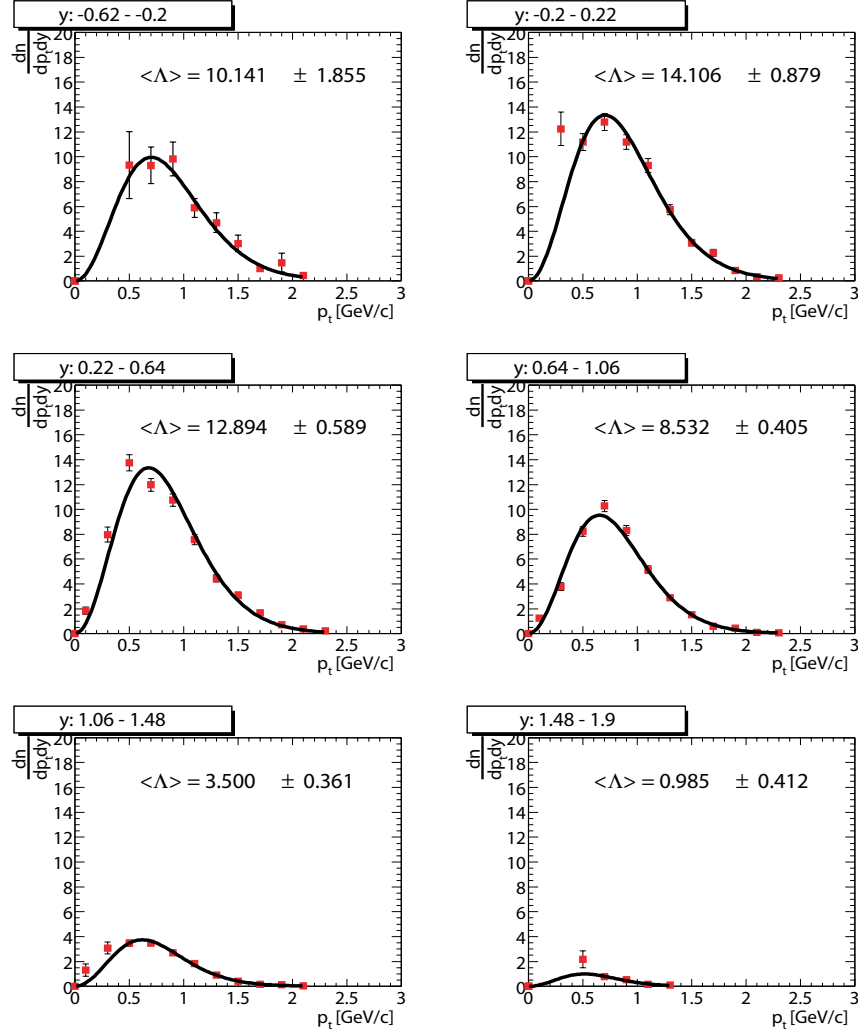 y: -0.62 - -0.2
dn
dp_t dy
<Λ> = 10.141 ± 1.855
20
18
16
14
12
10
8
6
4
2
0
0 0.5 1 1.5 2 2.5 3
p_t [GeV/c]
y: -0.2 - 0.22
dn
dp_t dy
<Λ> = 14.106 ± 0.879
20
18
16
14
12
10
8
6
4
2
0
0 0.5 1 1.5 2 2.5 3
p_t [GeV/c]
y: 0.22 - 0.64
dn
dp_t dy
<Λ> = 12.894 ± 0.589
20
18
16
14
12
10
8
6
4
2
0
0 0.5 1 1.5 2 2.5 3
p_t [GeV/c]
y: 0.64 - 1.06
dn
dp_t dy
<Λ> = 8.532 ± 0.405
20
18
16
14
12
10
8
6
4
2
0
0 0.5 1 1.5 2 2.5 3
p_t [GeV/c]
y: 1.06 - 1.48
dn
dp_t dy
<Λ> = 3.500 ± 0.361
20
18
16
14
12
10
8
6
4
2
0
0 0.5 1 1.5 2 2.5 3
p_t [GeV/c]
y: 1.48 - 1.9
dn
dp_t dy
<Λ> = 0.985 ± 0.412
20
18
16
14
12
10
8
6
4
2
0
0 0.5 1 1.5 2 2.5 3
p_t [GeV/c]